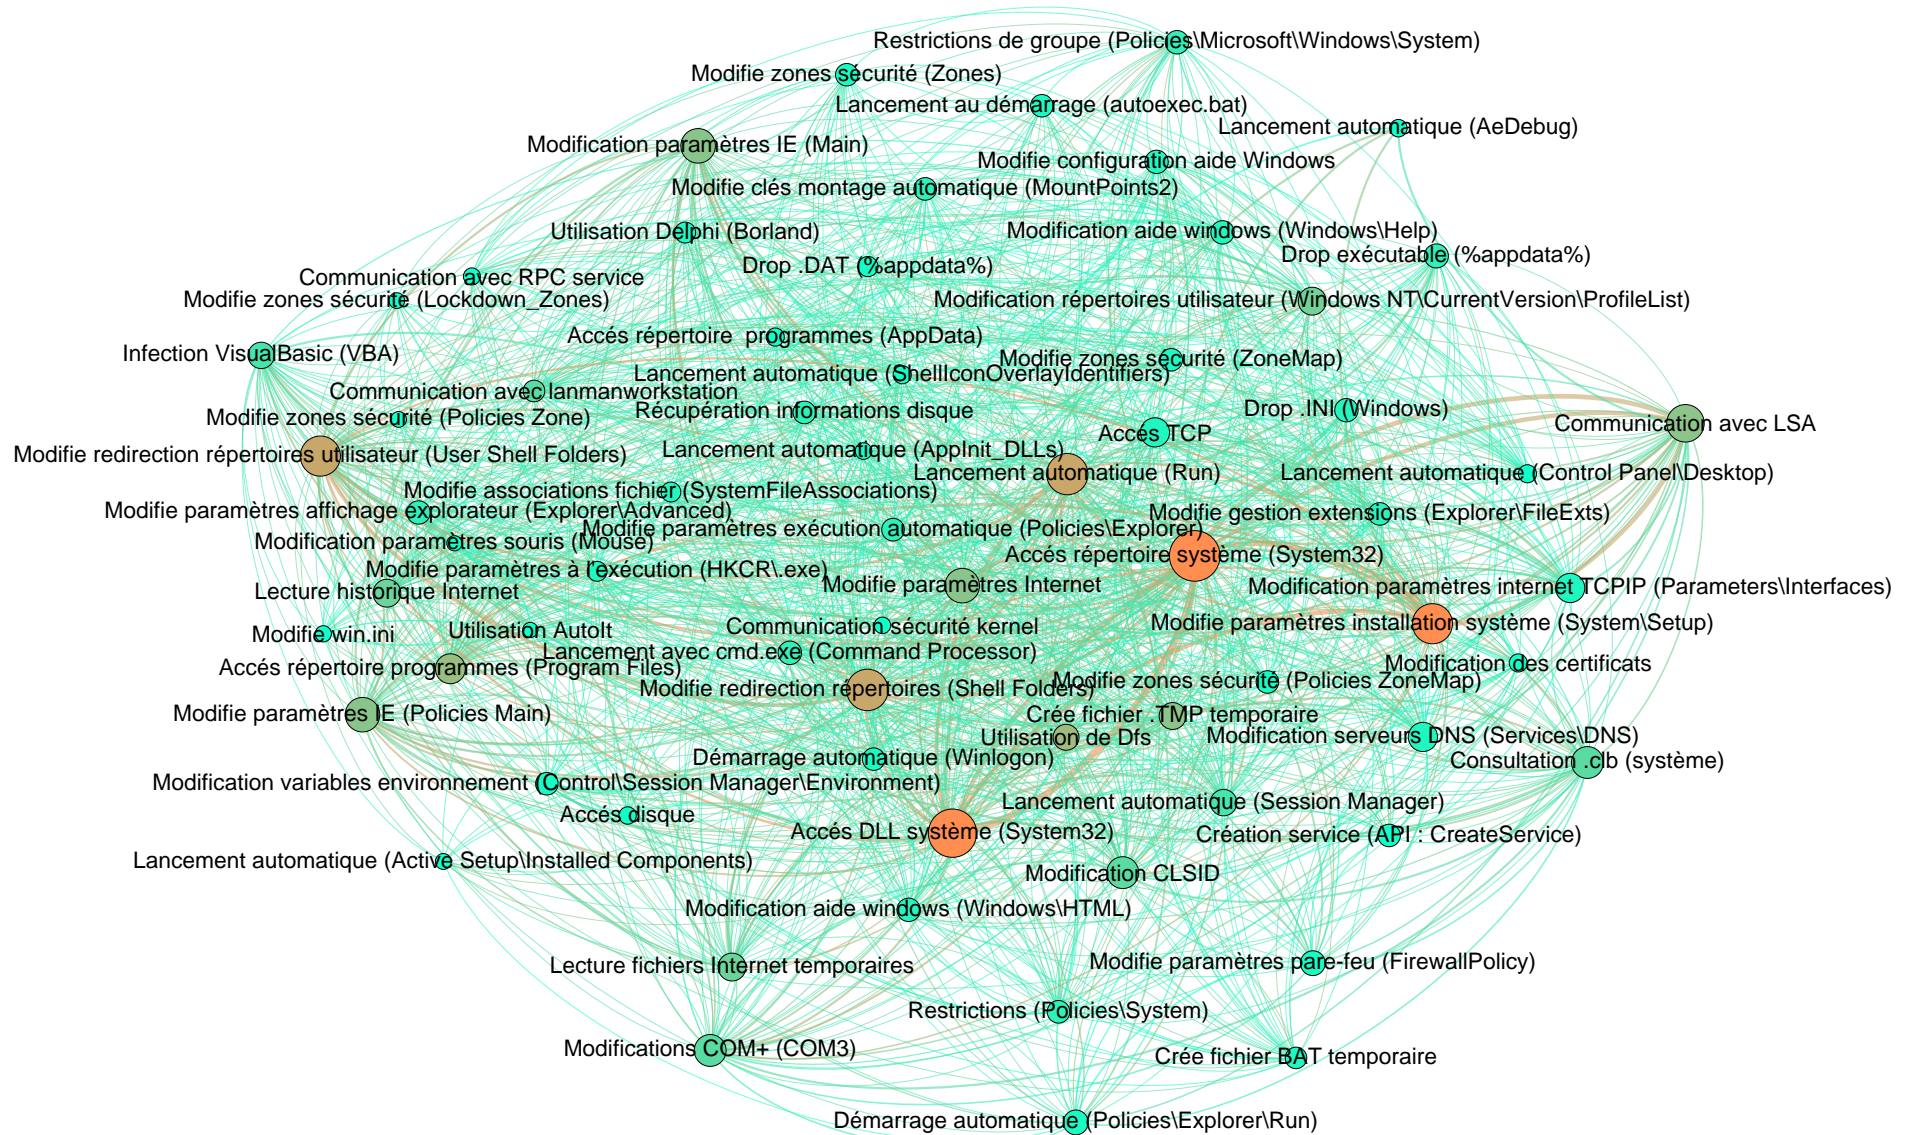 Restrictions de groupe (Policies\Microsoft\Windows\System)
Modifie zones sécurité (Zones)
Lancement au démarrage (autoexec.bat)
Lancement automatique (AeDebug)
Modification paramètres IE (Main)
Modifie configuration aide Windows
Modifie clés montage automatique (MountPoints2)
Utilisation Delphi (Borland)
Modification aide windows (Windows\Help)
Drop exécutable (%appdata%)
Drop .DAT (%appdata%)
Communication avec RPC service
Modifie zones sécurité (Lockdown_Zones)
Modification répertoires utilisateur (Windows NT\CurrentVersion\ProfileList)
Accés répertoire  programmes (AppData)
Infection VisualBasic (VBA)
Modifie zones sécurité (ZoneMap)
Lancement automatique (ShellIconOverlayIdentifiers)
Communication avec lanmanworkstation
Modifie zones sécurité (Policies Zone)
Récupération informations disque
Drop .INI (Windows)
Communication avec LSA
Accés TCP
Modifie redirection répertoires utilisateur (User Shell Folders)
Lancement automatique (AppInit_DLLs)
Lancement automatique (Run)
Lancement automatique (Control Panel\Desktop)
Modifie associations fichier (SystemFileAssociations)
Modifie paramètres affichage explorateur (Explorer\Advanced)
Modifie paramètres exécution automatique (Policies\Explorer)
Modifie gestion extensions (Explorer\FileExts)
Modification paramètres souris (Mouse)
Accés répertoire système (System32)
Modifie paramètres à l'exécution (HKCR\.exe)
Modifie paramètres Internet
Modification paramètres internet TCPIP (Parameters\Interfaces)
Lecture historique Internet
Modifie win.ini
Utilisation AutoIt
Communication sécurité kernel
Modifie paramètres installation système (System\Setup)
Lancement avec cmd.exe (Command Processor)
Accés répertoire programmes (Program Files)
Modification des certificats
Modifie redirection répertoires (Shell Folders)
Modifie zones sécurité (Policies ZoneMap)
Modifie paramètres IE (Policies Main)
Crée fichier .TMP temporaire
Utilisation de Dfs
Modification serveurs DNS (Services\DNS)
Démarrage automatique (Winlogon)
Consultation .clb (système)
Modification variables environnement (Control\Session Manager\Environment)
Lancement automatique (Session Manager)
Accés disque
Accés DLL système (System32)
Création service (API : CreateService)
Lancement automatique (Active Setup\Installed Components)
Modification CLSID
Modification aide windows (Windows\HTML)
Lecture fichiers Internet temporaires
Modifie paramètres pare-feu (FirewallPolicy)
Restrictions (Policies\System)
Modifications COM+ (COM3)
Crée fichier BAT temporaire
Démarrage automatique (Policies\Explorer\Run)